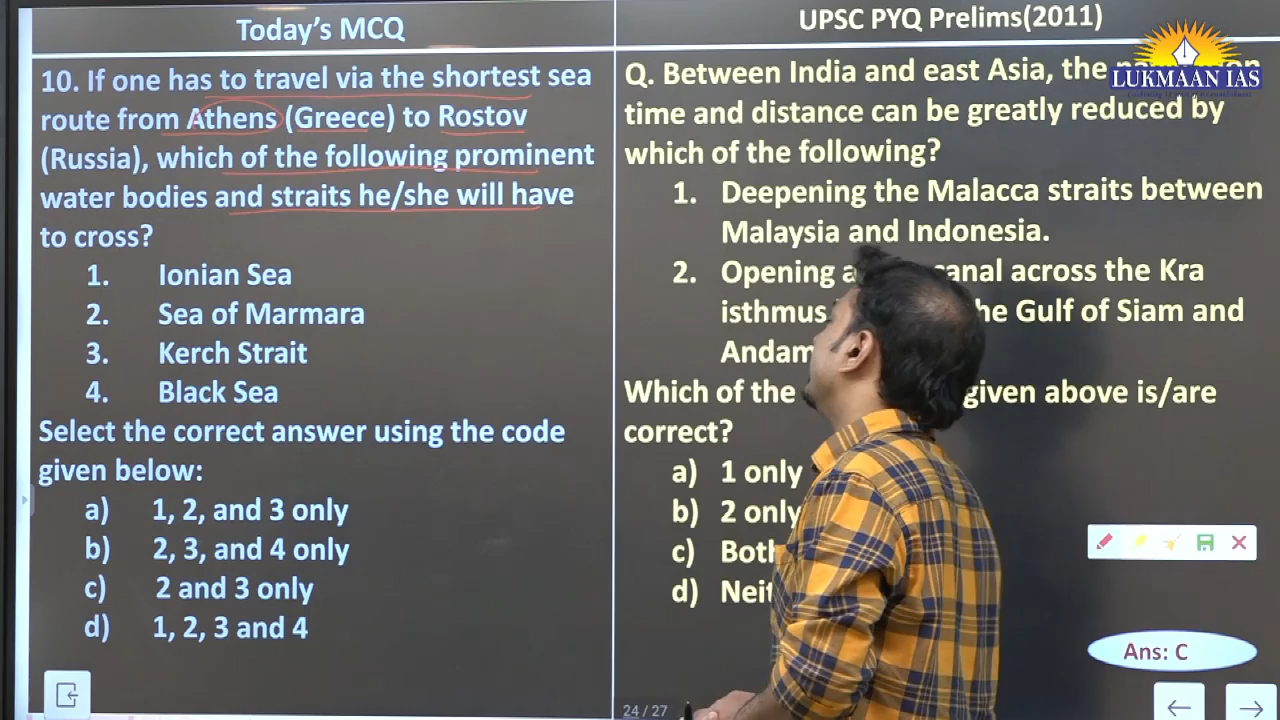 Today's MCQ
10. If one has to travel via the shortest sea
route from Athens (Greece) to Rostov
(Russia), which of the following prominent
water bodies and straits he/she will have
to cross?
1. Ionian Sea
2. Sea of Marmara
3. Kerch Strait
4. Black Sea
Select the correct answer using the code
given below:
a) 1, 2, and 3 only
b) 2, 3, and 4 only
c) 2 and 3 only
d) 1, 2, 3 and 4
UPSC PYQ Prelims(2011)
LUKMAAN IAS
Q. Between India and east Asia, the
time and distance can be greatly reduced by
which of the following?
1. Deepening the Malacca straits between
Malaysia and Indonesia.
2. Opening a canal across the Kra
isthmus he Gulf of Siam and
Andam
Which of the given above is/are
correct?
a) 1 only
b) 2 only
c) Both
d) Neit
Ans: C
24 / 27